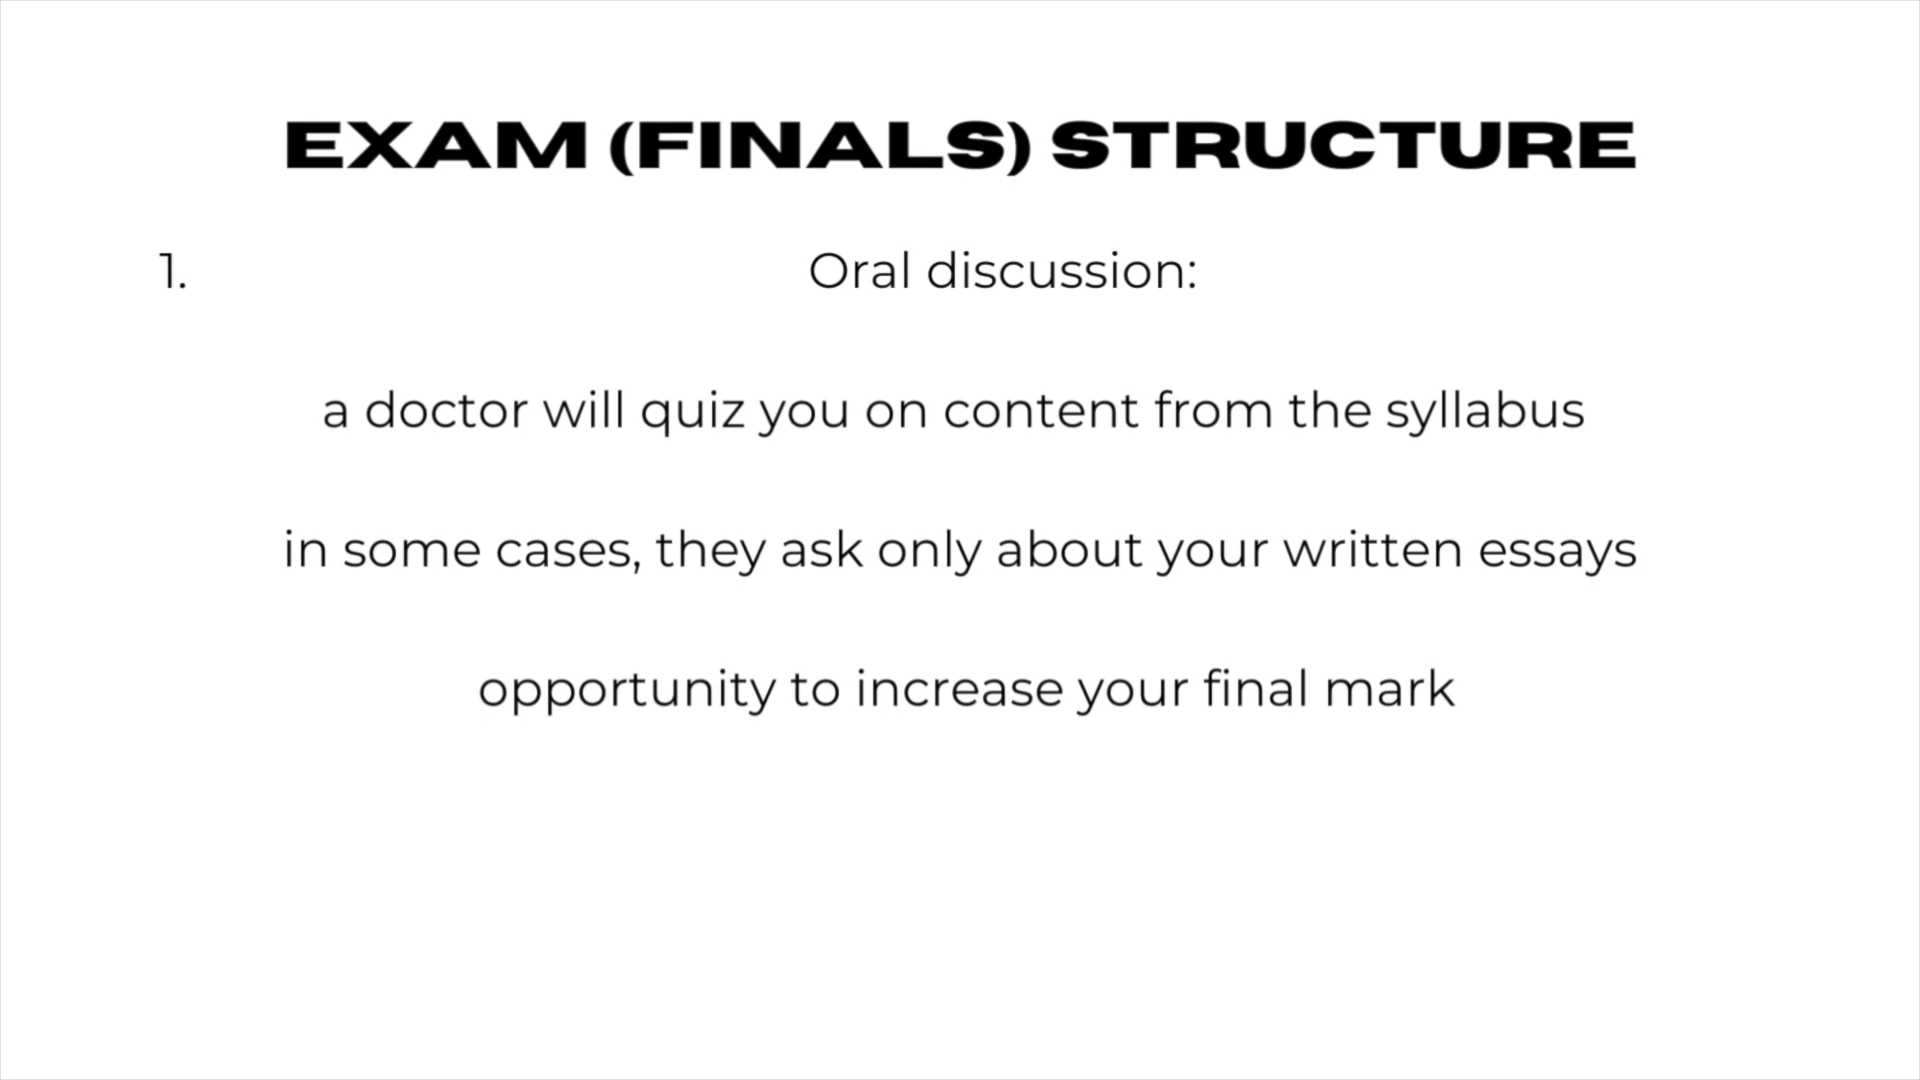 EXAM (FINALS) STRUCTURE
1. Oral discussion:
a doctor will quiz you on content from the syllabus
in some cases, they ask only about your written essays
opportunity to increase your final mark